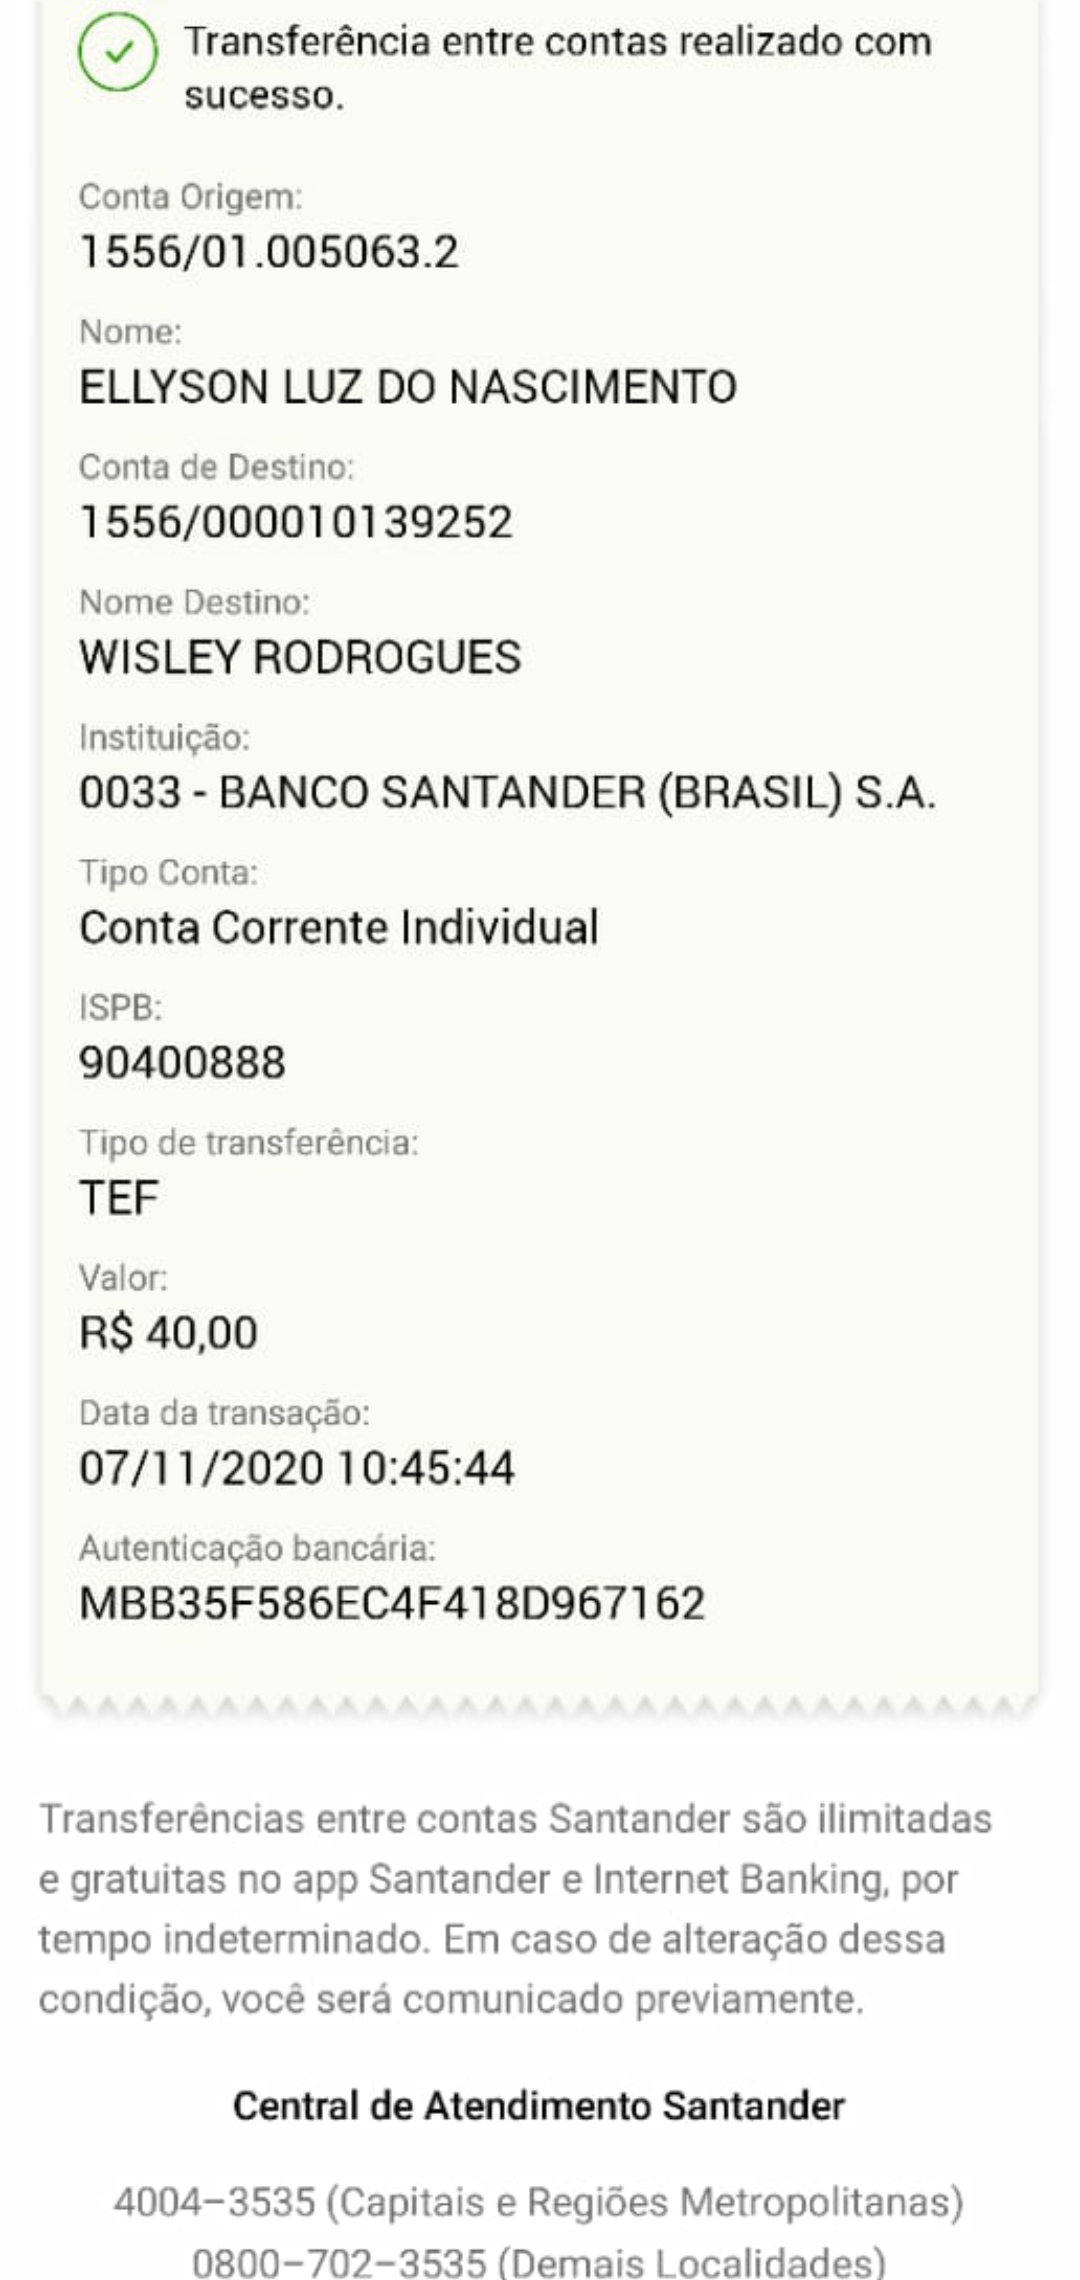 Transferência entre contas realizado com
sucesso.
Conta Origem:
1556/01.005063.2
Nome:
ELLYSON LUZ DO NASCIMENTO
Conta de Destino:
1556/000010139252
Nome Destino:
WISLEY RODROGUES
Instituição:
0033 - BANCO SANTANDER (BRASIL) S.A.
Tipo Conta:
Conta Corrente Individual
ISPB:
90400888
Tipo de transferência:
TEF
Valor:
R$ 40,00
Data da transação:
07/11/2020 10:45:44
Autenticação bancária:
MBB35F586EC4F418D967162
Transferências entre contas Santander são ilimitadas
e gratuitas no app Santander e Internet Banking, por
tempo indeterminado. Em caso de alteração dessa
condição, você será comunicado previamente.
Central de Atendimento Santander
4004–3535 (Capitais e Regiões Metropolitanas)
0800–702–3535 (Demais Localidades)